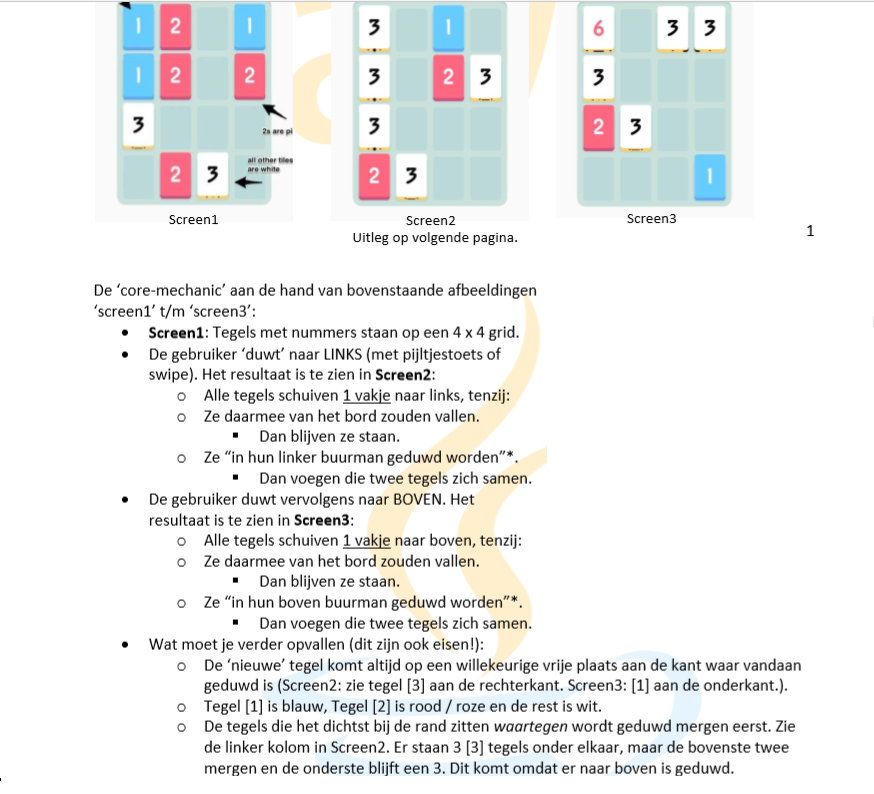 1 2 1
1 2 2
3
2s are pi
all other tiles
are white
2 3
3 1
3 2 3
3
2 3
6 3 3
3
2 3
1
Screen1
Screen2
Screen3
Uitleg op volgende pagina.
1
De ‘core-mechanic’ aan de hand van bovenstaande afbeeldingen
‘screen1’ t/m ‘screen3’:
• Screen1: Tegels met nummers staan op een 4 x 4 grid.
• De gebruiker ‘duwt’ naar LINKS (met pijltjestoets of
swipe). Het resultaat is te zien in Screen2:
o Alle tegels schuiven 1 vakje naar links, tenzij:
o Ze daarmee van het bord zouden vallen.
▪ Dan blijven ze staan.
o Ze “in hun linker buurman geduwd worden”*.
▪ Dan voegen die twee tegels zich samen.
• De gebruiker duwt vervolgens naar BOVEN. Het
resultaat is te zien in Screen3:
o Alle tegels schuiven 1 vakje naar boven, tenzij:
o Ze daarmee van het bord zouden vallen.
▪ Dan blijven ze staan.
o Ze “in hun boven buurman geduwd worden”*.
▪ Dan voegen die twee tegels zich samen.
• Wat moet je verder opvallen (dit zijn ook eisen!):
o De ‘nieuwe’ tegel komt altijd op een willekeurige vrije plaats aan de kant waar vandaan
geduwd is (Screen2: zie tegel [3] aan de rechterkant. Screen3: [1] aan de onderkant.).
o Tegel [1] is blauw, Tegel [2] is rood / roze en de rest is wit.
o De tegels die het dichtst bij de rand zitten waartegen wordt geduwd mergen eerst. Zie
de linker kolom in Screen2. Er staan 3 [3] tegels onder elkaar, maar de bovenste twee
mergen en de onderste blijft een 3. Dit komt omdat er naar boven is geduwd.